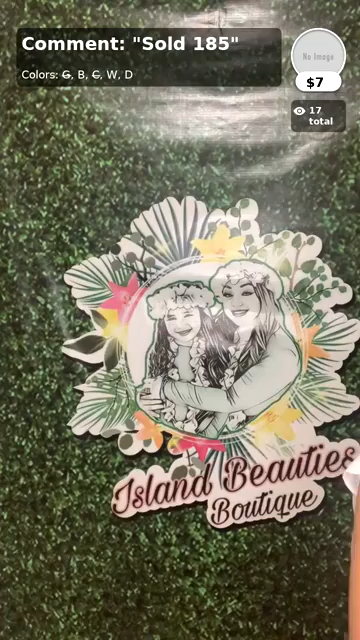 Comment: "Sold 185"
Colors: G, B, C, W, D
No Image
$7
17
total
Island Beauties
Boutique